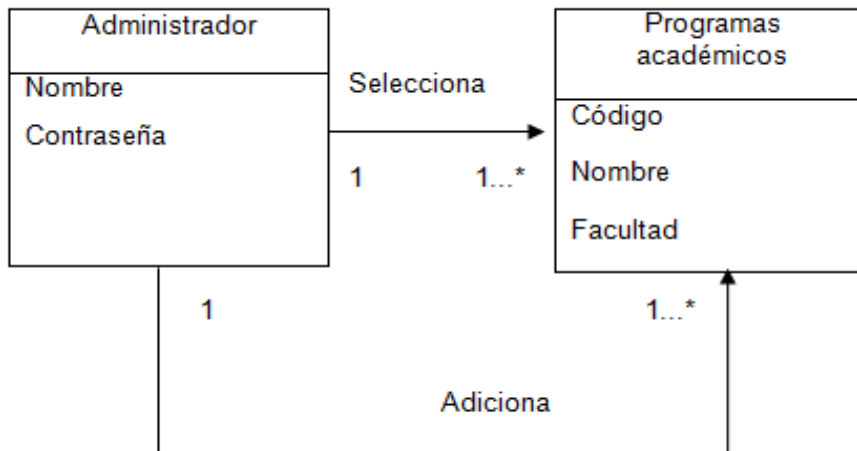 Administrador
Nombre
Contraseña
Selecciona
1
1...*
Programas
académicos
Código
Nombre
Facultad
1
1...*
Adiciona